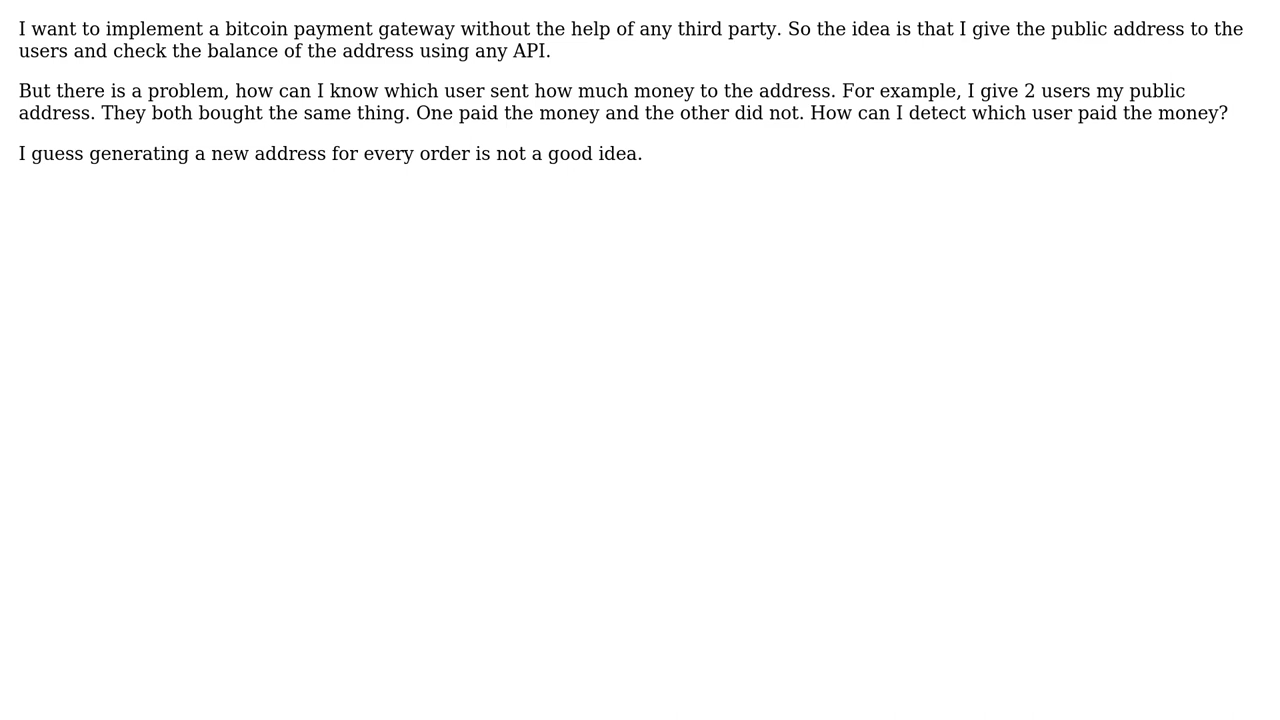 I want to implement a bitcoin payment gateway without the help of any third party. So the idea is that I give the public address to the
users and check the balance of the address using any API.
But there is a problem, how can I know which user sent how much money to the address. For example, I give 2 users my public
address. They both bought the same thing. One paid the money and the other did not. How can I detect which user paid the money?
I guess generating a new address for every order is not a good idea.